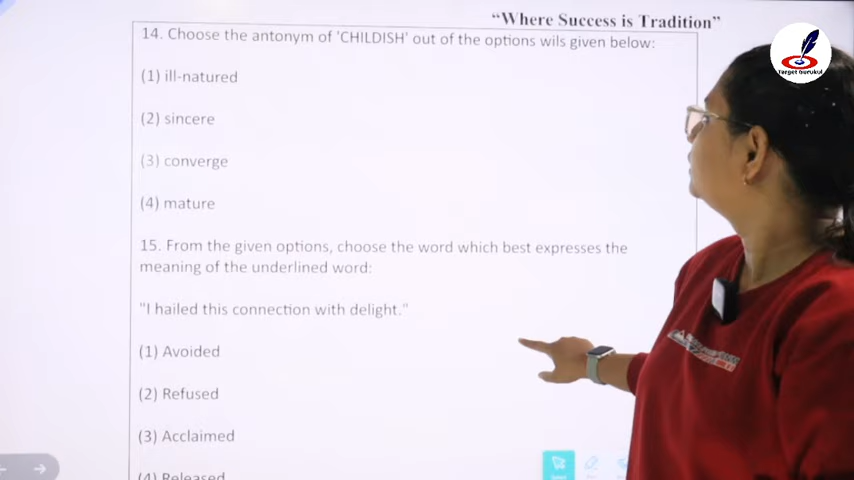 “Where Success is Tradition”
Target Gurukul
14. Choose the antonym of 'CHILDISH' out of the options wils given below:
(1) ill-natured
(2) sincere
(3) converge
(4) mature
15. From the given options, choose the word which best expresses the
meaning of the underlined word:
"I hailed this connection with delight."
(1) Avoided
(2) Refused
(3) Acclaimed
(4) Released